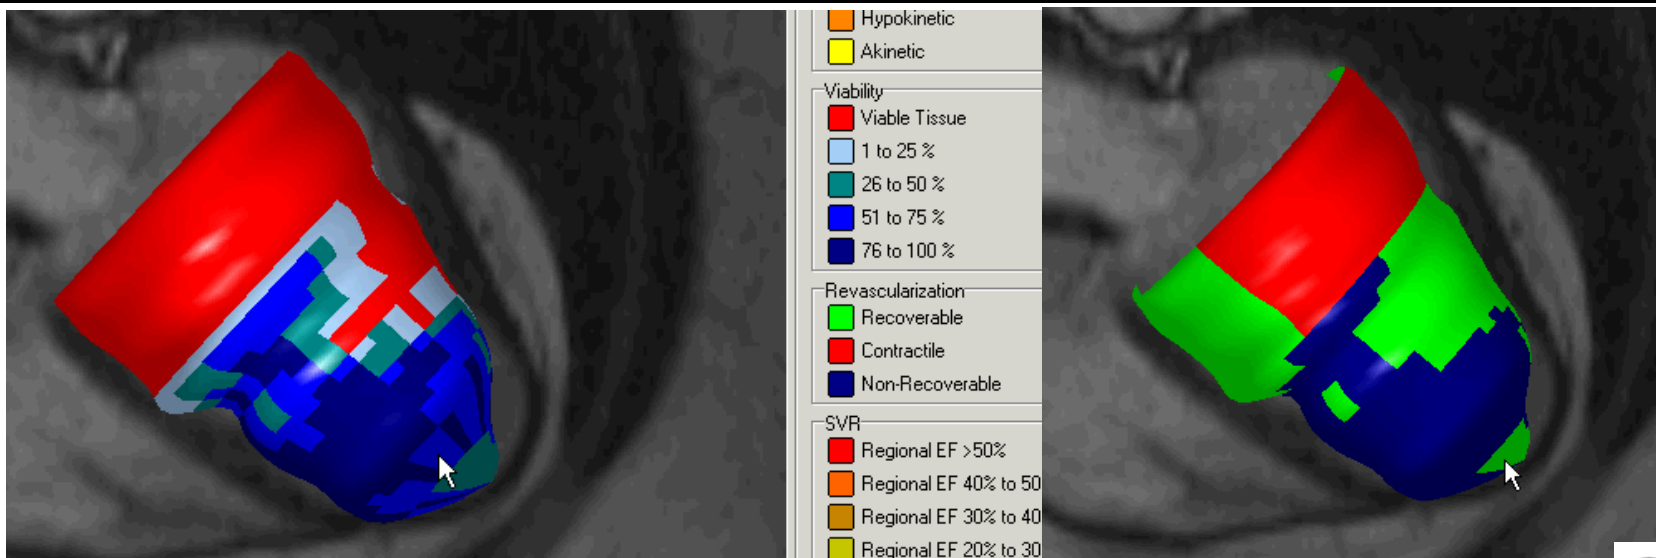 Hypokinetic
Akinetic
Viability
Viable Tissue
1 to 25 %
26 to 50 %
51 to 75 %
76 to 100 %
Revascularization
Recoverable
Contractile
Non-Recoverable
SVR
Regional EF >50%
Regional EF 40% to 50
Regional EF 30% to 40
Regional EF 20% to 30